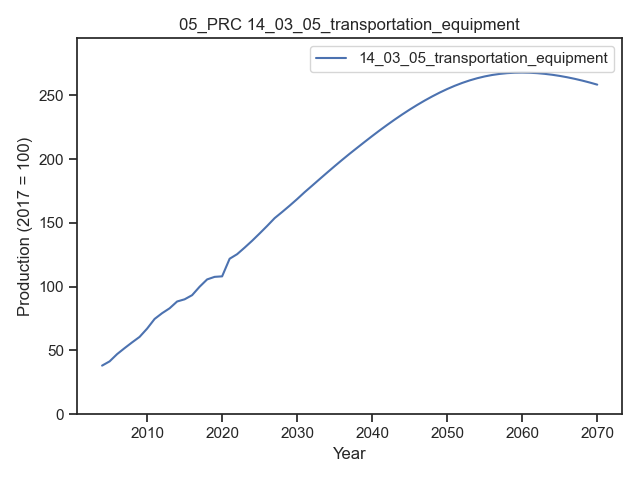 05_PRC 14_03_05_transportation_equipment
14_03_05_transportation_equipment
Production (2017 = 100)
250
200
150
100
50
0
2010 2020 2030 2040 2050 2060 2070
Year